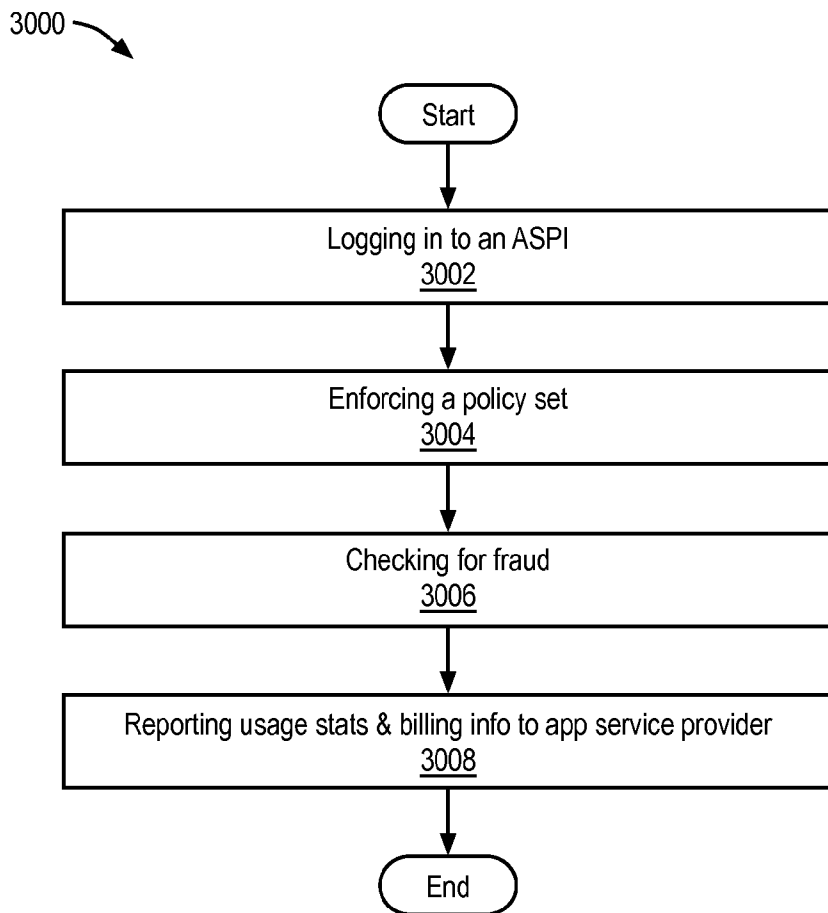 3000
Start
Logging in to an ASPI
3002
Enforcing a policy set
3004
Checking for fraud
3006
Reporting usage stats & billing info to app service provider
3008
End